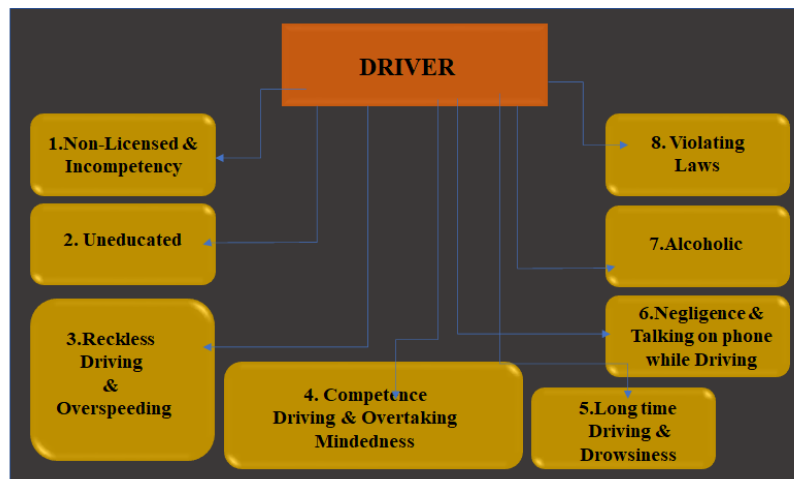 DRIVER
1.Non-Licensed &
Incompetency
2. Uneducated
3.Reckless
Driving
&
Overspeeding
4. Competence
Driving & Overtaking
Mindedness
5.Long time
Driving &
Drowsiness
6.Negligence &
Talking on phone
while Driving
7.Alcoholic
8. Violating
Laws